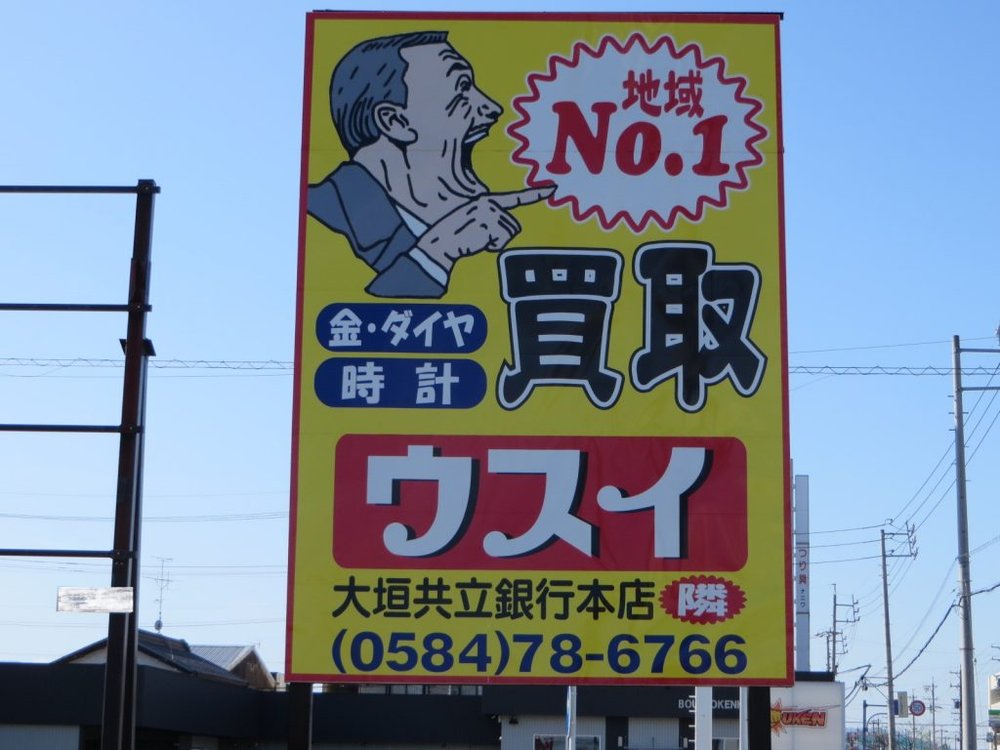 地域
No.1
買取
金・ダイヤ
時計
ウスイ
大垣共立銀行本店 隣
(0584)78-6766